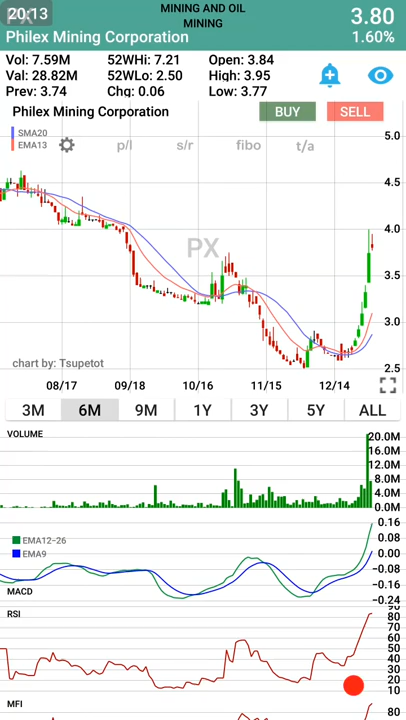 20:13
MINING AND OIL
MINING
PX
3.80
Philex Mining Corporation
1.60%
Vol: 7.59M 52WHi: 7.21 Open: 3.84
Val: 28.82M 52WLo: 2.50 High: 3.95
Prev: 3.74 Chg: 0.06 Low: 3.77
Philex Mining Corporation BUY SELL
SMA20
EMA13
p/l s/r fibo t/a
5.0
4.5
4.0
PX
3.5
3.0
2.5
chart by: Tsupetot
08/17 09/18 10/16 11/15 12/14
3M 6M 9M 1Y 3Y 5Y ALL
VOLUME
20.0M
16.0M
12.0M
8.0M
4.0M
0.0M
0.16
0.08
0.00
-0.08
-0.16
-0.24
EMA12-26
EMA9
MACD
RSI
90
80
70
60
50
40
30
20
10
MFI
80